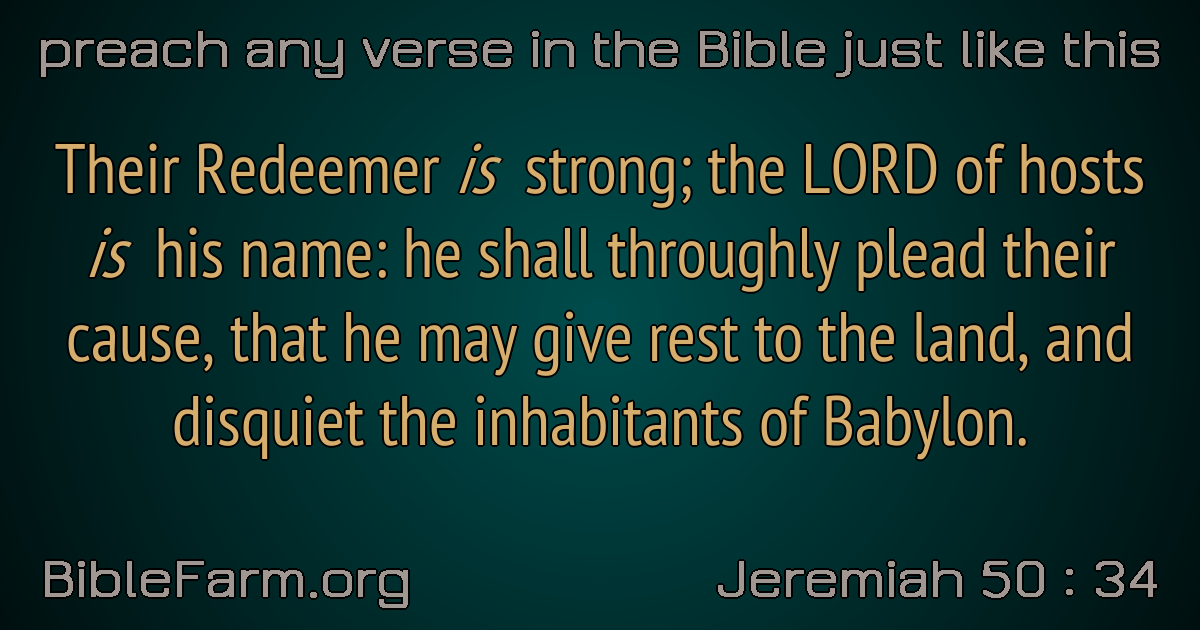 preach any verse in the Bible just like this
Their Redeemer is strong; the LORD of hosts
is his name: he shall throughly plead their
cause, that he may give rest to the land, and
disquiet the inhabitants of Babylon.
BibleFarm.org
Jeremiah 50 : 34